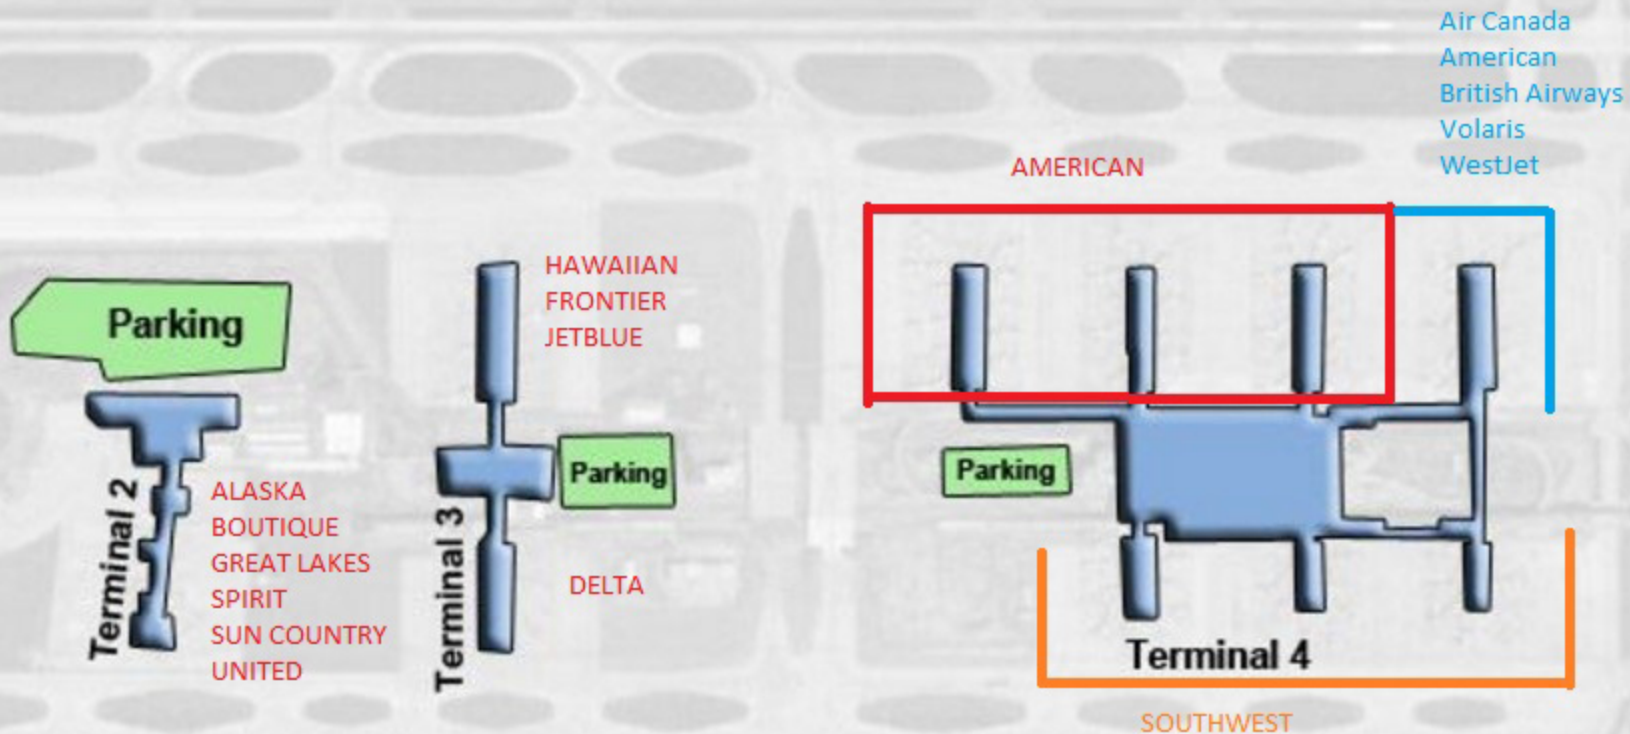 Air Canada
American
British Airways
Volaris
WestJet
AMERICAN
HAWAIIAN
FRONTIER
JETBLUE
Parking
Parking
Parking
Terminal 2
ALASKA
BOUTIQUE
GREAT LAKES
SPIRIT
SUN COUNTRY
UNITED
Terminal 3
DELTA
Terminal 4
SOUTHWEST